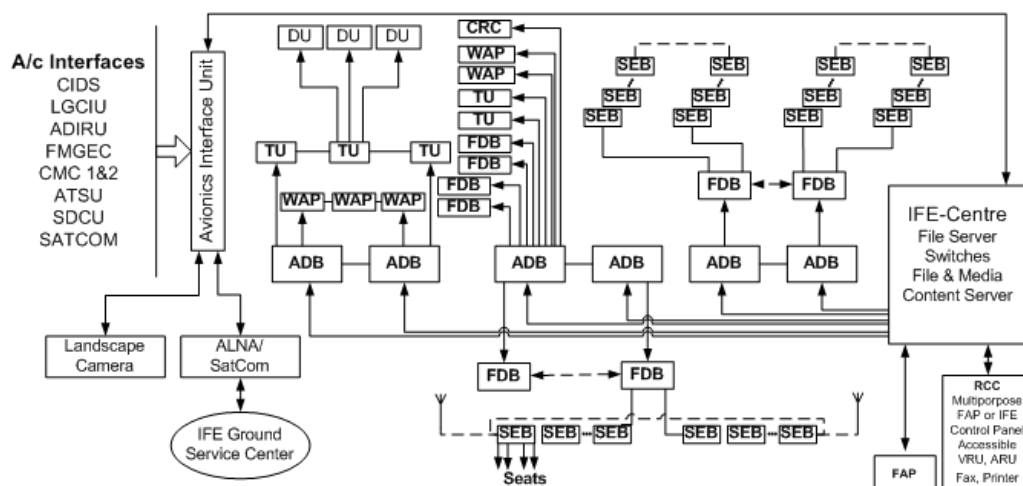 A/c Interfaces
CIDS
LGCIU
ADIRU
FMGEC
CMC 1&2
ATSU
SDCU
SATCOM
Avionics Interface Unit
DU
DU
DU
TU
TU
TU
WAP
WAP
WAP
ADB
ADB
CRC
WAP
WAP
TU
TU
FDB
FDB
FDB
FDB
ADB
ADB
SEB
SEB
SEB
SEB
SEB
SEB
SEB
SEB
SEB
SEB
SEB
SEB
FDB
FDB
ADB
ADB
IFE-Centre
File Server
Switches
File & Media
Content Server
Landscape
Camera
ALNA/
SatCom
IFE Ground
Service Center
FDB
FDB
SEB
SEB
SEB
SEB
SEB
SEB
Seats
FAP
RCC
Multiporpose
FAP or IFE
Control Panel
Accessible
VRU, ARU
Fax, Printer